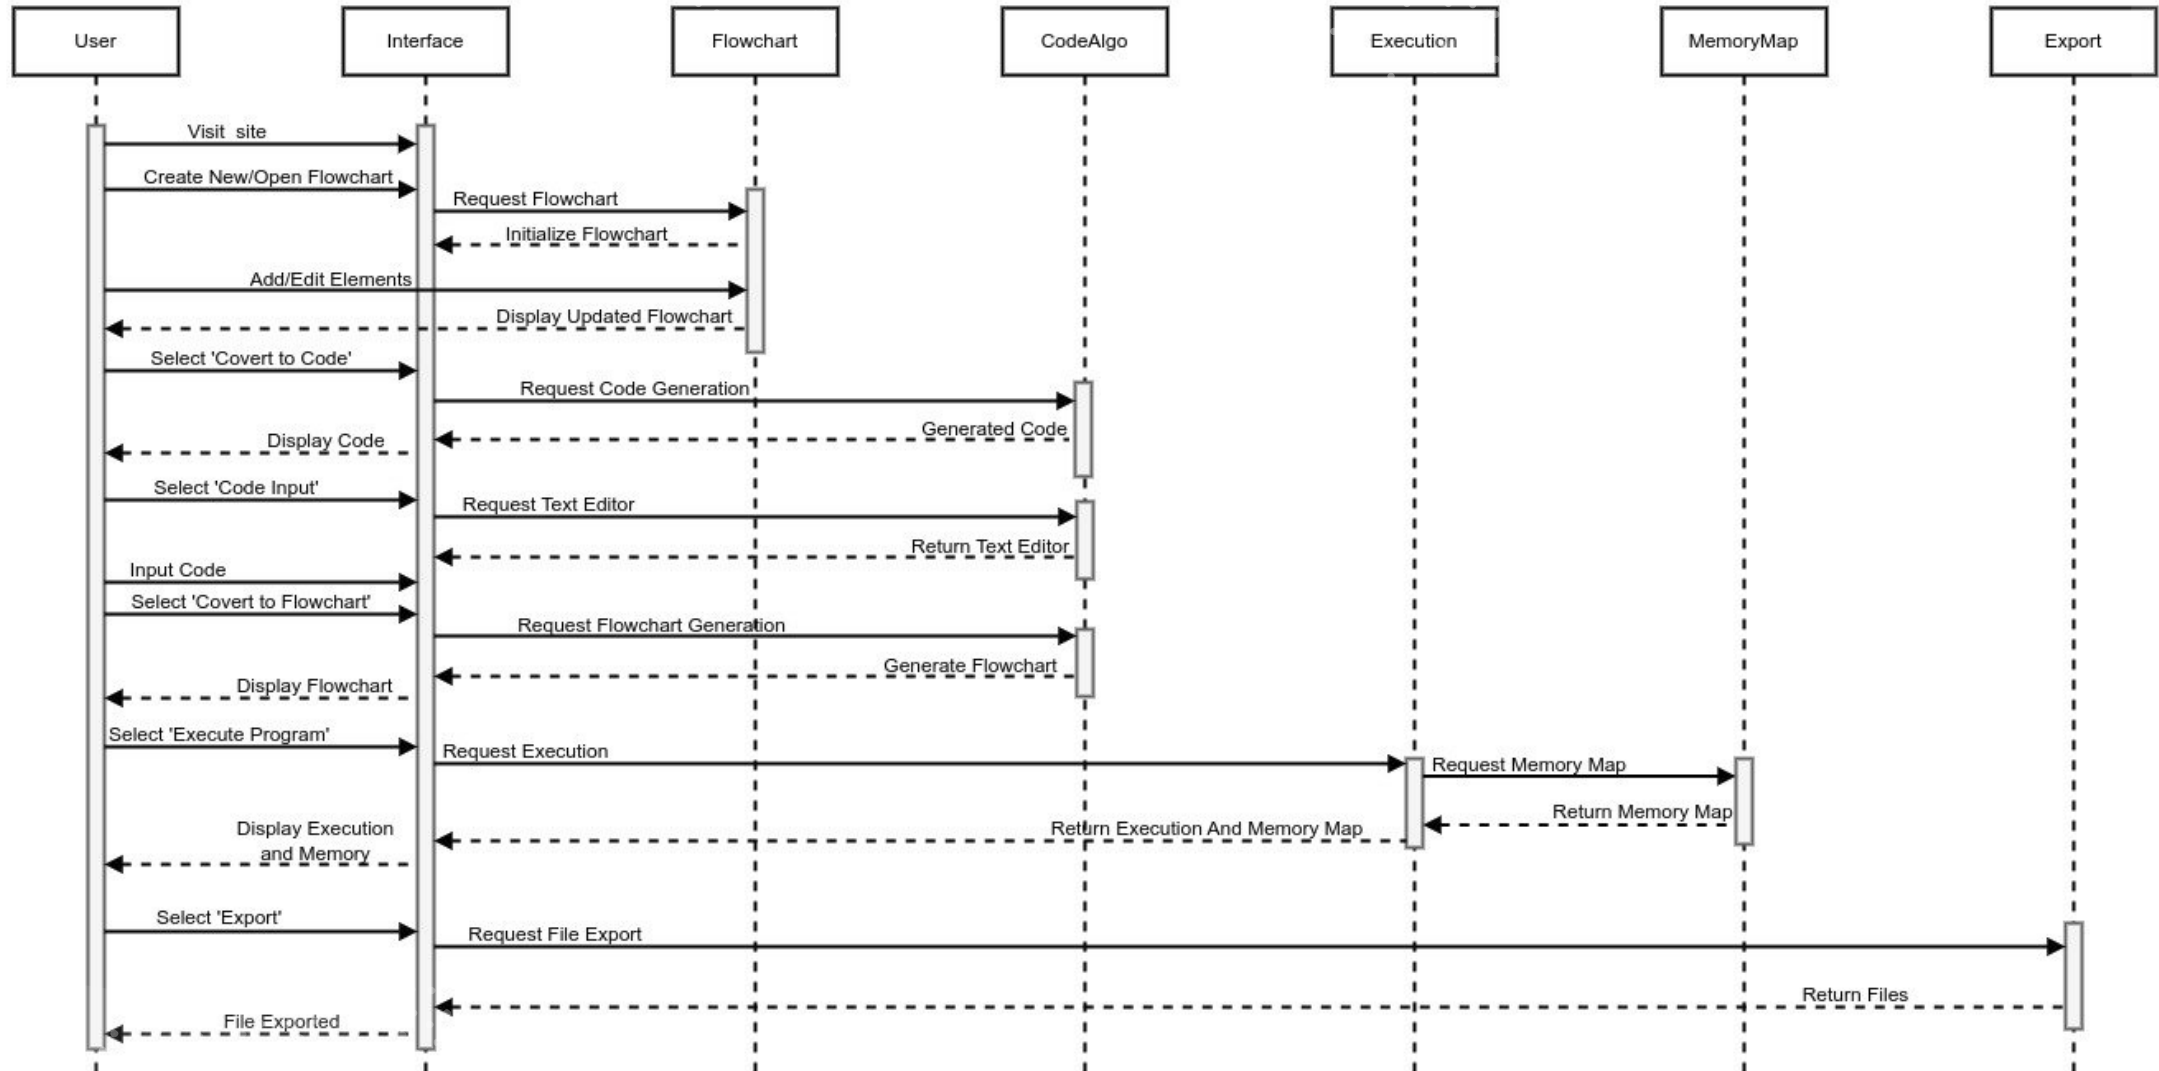 User
Interface
Flowchart
CodeAlgo
Execution
MemoryMap
Export
Visit site
Create New/Open Flowchart
Request Flowchart
Initialize Flowchart
Add/Edit Elements
Display Updated Flowchart
Select 'Covert to Code'
Request Code Generation
Generated Code
Display Code
Select 'Code Input'
Request Text Editor
Return Text Editor
Input Code
Select 'Covert to Flowchart'
Request Flowchart Generation
Generate Flowchart
Display Flowchart
Select 'Execute Program'
Request Execution
Request Memory Map
Return Memory Map
Return Execution And Memory Map
Display Execution
and Memory
Select 'Export'
Request File Export
Return Files
File Exported